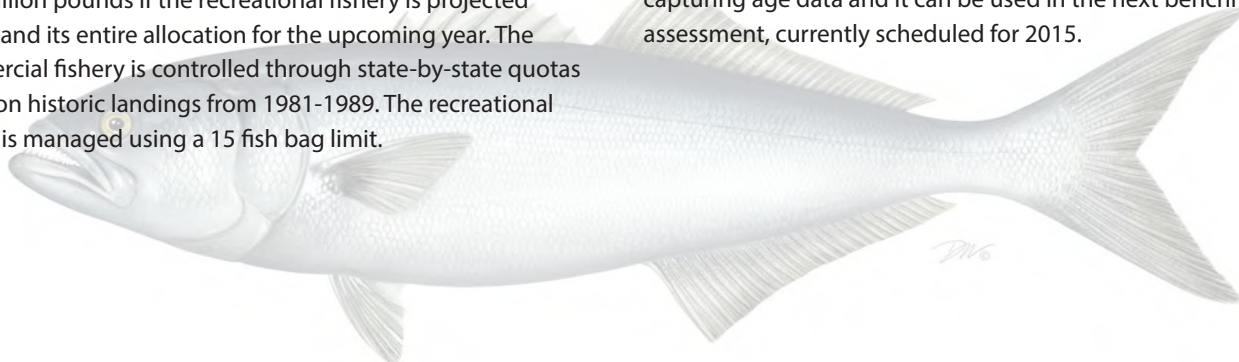 million pounds if the recreational fishery is projected
and its entire allocation for the upcoming year. The
ercial fishery is controlled through state-by-state quotas
on historic landings from 1981-1989. The recreational
is managed using a 15 fish bag limit.
capturing age data and it can be used in the next benchm
assessment, currently scheduled for 2015.